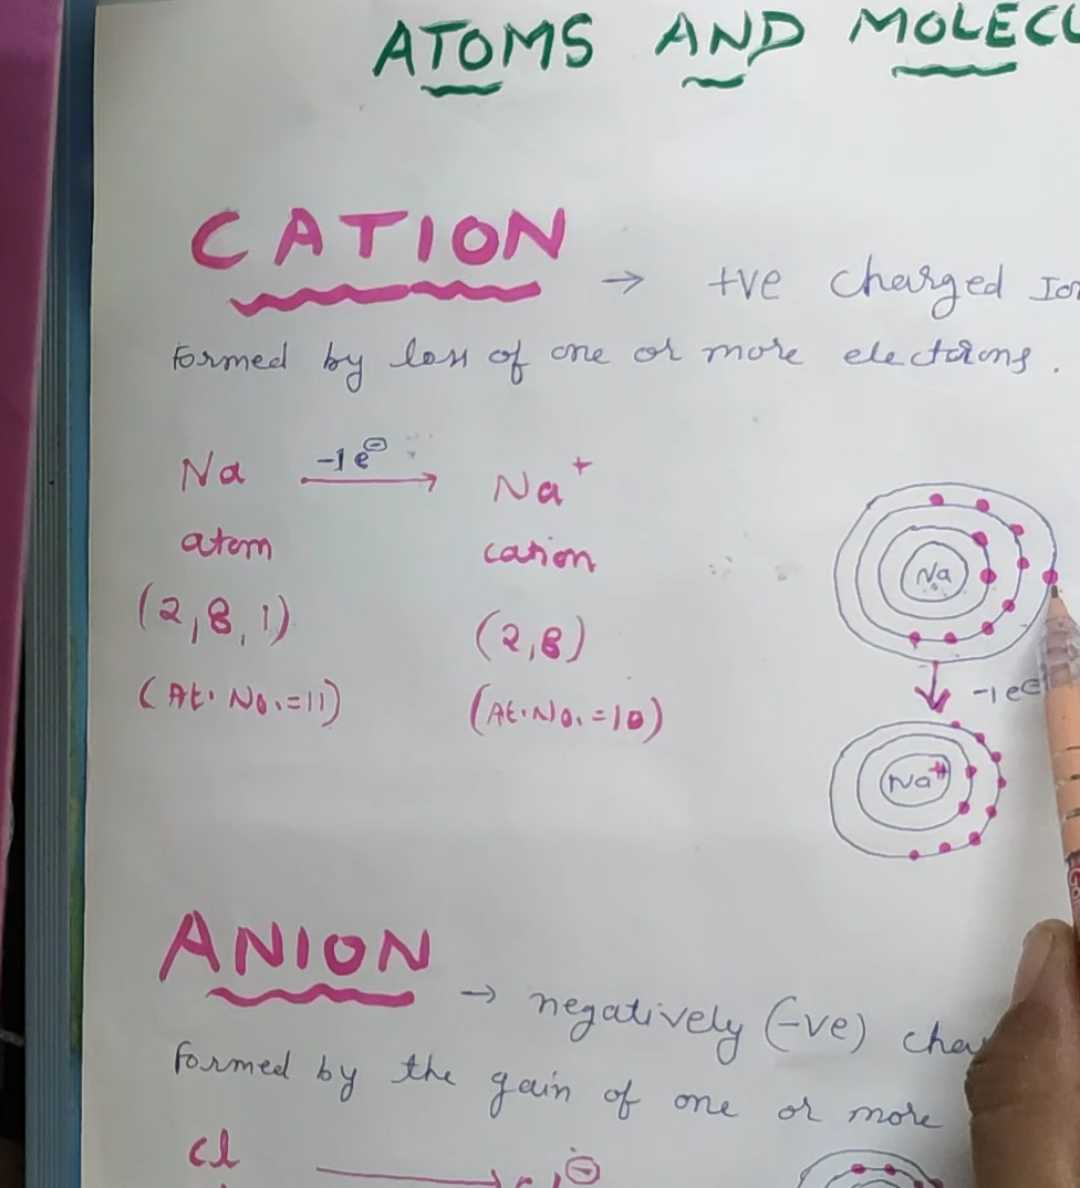 ATOMS AND MOLECU
CATION
→ +ve charged Ion
formed by loss of one or more electrons.
Na -1e⊖ → Na+
atom cation
(2,8,1) (2,8)
(At. No.=11) (At.No.=10)
Na
-1e⊖
Na+
ANION
→ negatively (-ve) cha
formed by the gain of one or more
Cl